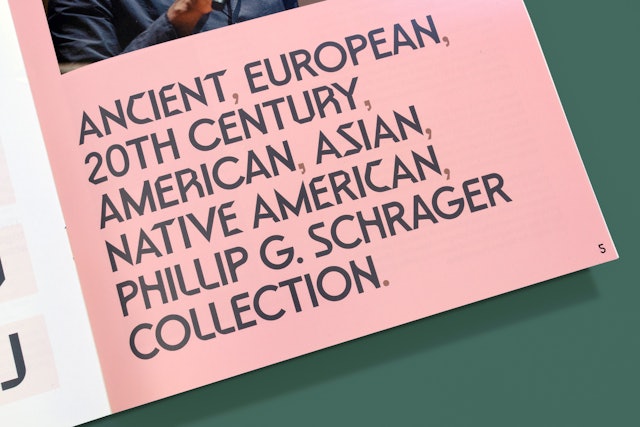 ANCIENT, EUROPEAN,
20TH CENTURY,
AMERICAN, ASIAN,
NATIVE AMERICAN,
PHILLIP G. SCHRAGER
COLLECTION.
5
J